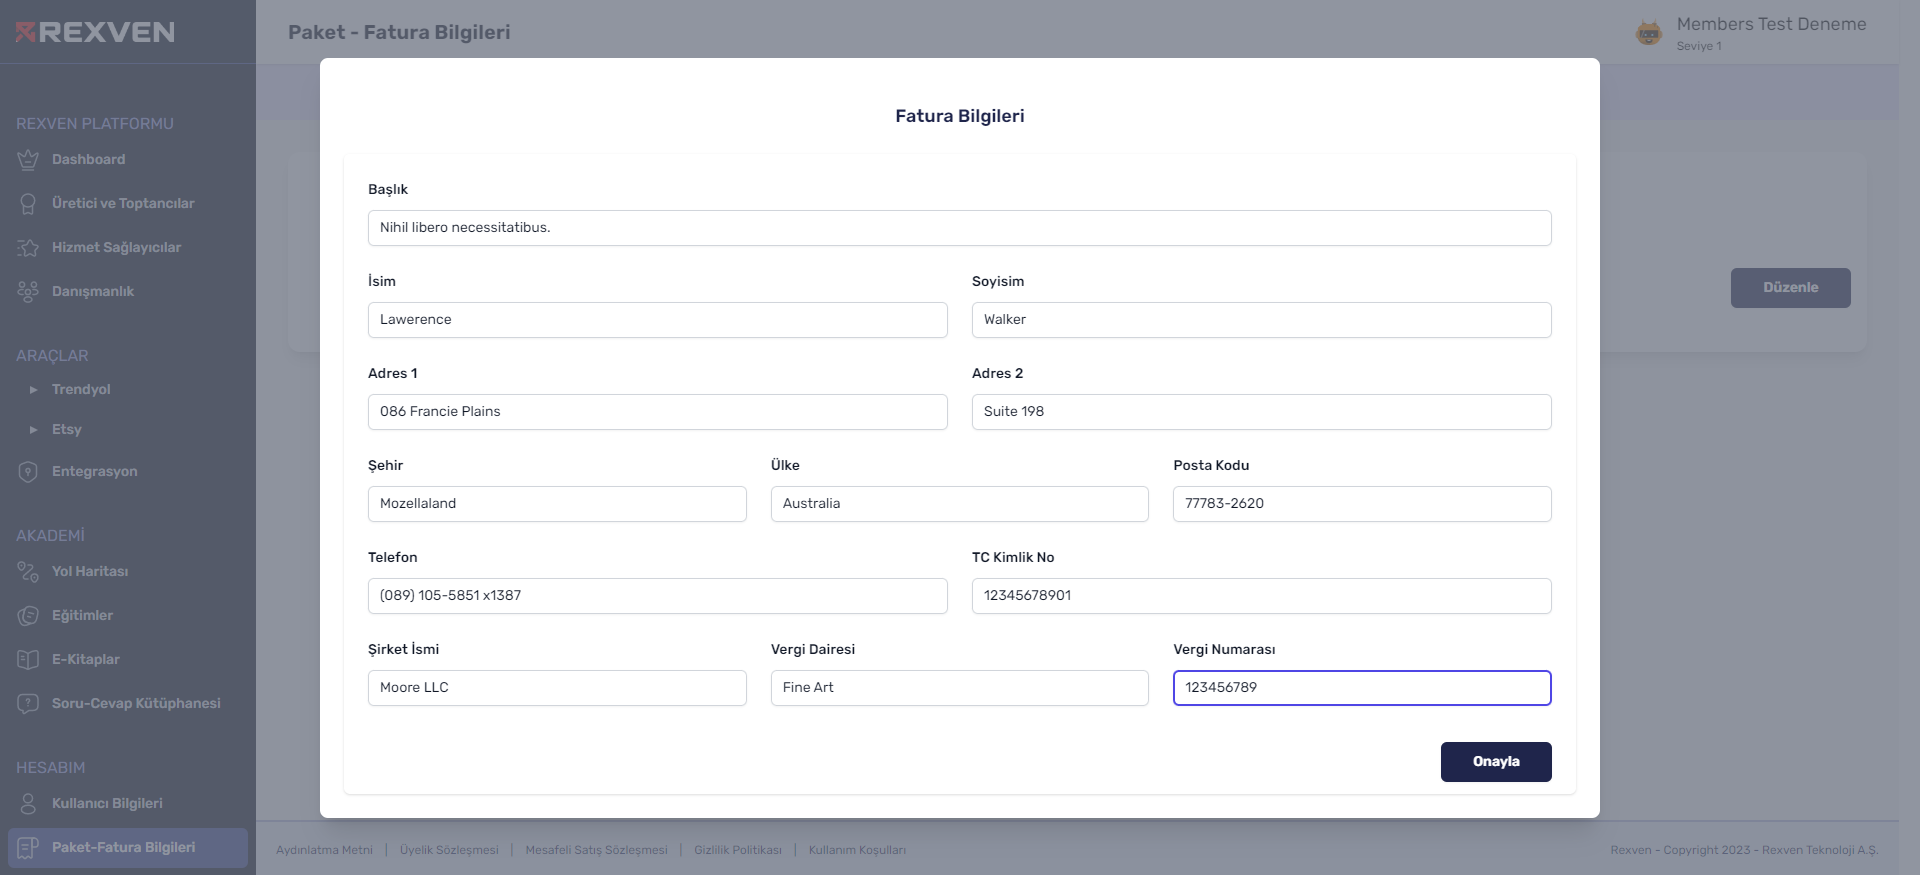 REXVEN
Paket - Fatura Bilgileri
Members Test Deneme
Seviye 1
REXVEN PLATFORMU
Dashboard
Üretici ve Toptancılar
Hizmet Sağlayıcılar
Danışmanlık
ARAÇLAR
Trendyol
Etsy
Entegrasyon
AKADEMİ
Yol Haritası
Eğitimler
E-Kitaplar
Soru-Cevap Kütüphanesi
HESABIM
Kullanıcı Bilgileri
Paket-Fatura Bilgileri
Fatura Bilgileri
Başlık
Nihil libero necessitatibus.
İsim Soyisim
Lawerence Walker
Adres 1 Adres 2
086 Francie Plains Suite 198
Şehir Ülke Posta Kodu
Mozellaland Australia 77783-2620
Telefon TC Kimlik No
(089) 105-5851 x1387 12345678901
Şirket İsmi Vergi Dairesi Vergi Numarası
Moore LLC Fine Art 123456789
Onayla
Düzenle
Aydınlatma Metni | Üyelik Sözleşmesi | Mesafeli Satış Sözleşmesi | Gizlilik Politikası | Kullanım Koşulları
Rexven - Copyright 2023 - Rexven Teknoloji A.Ş.